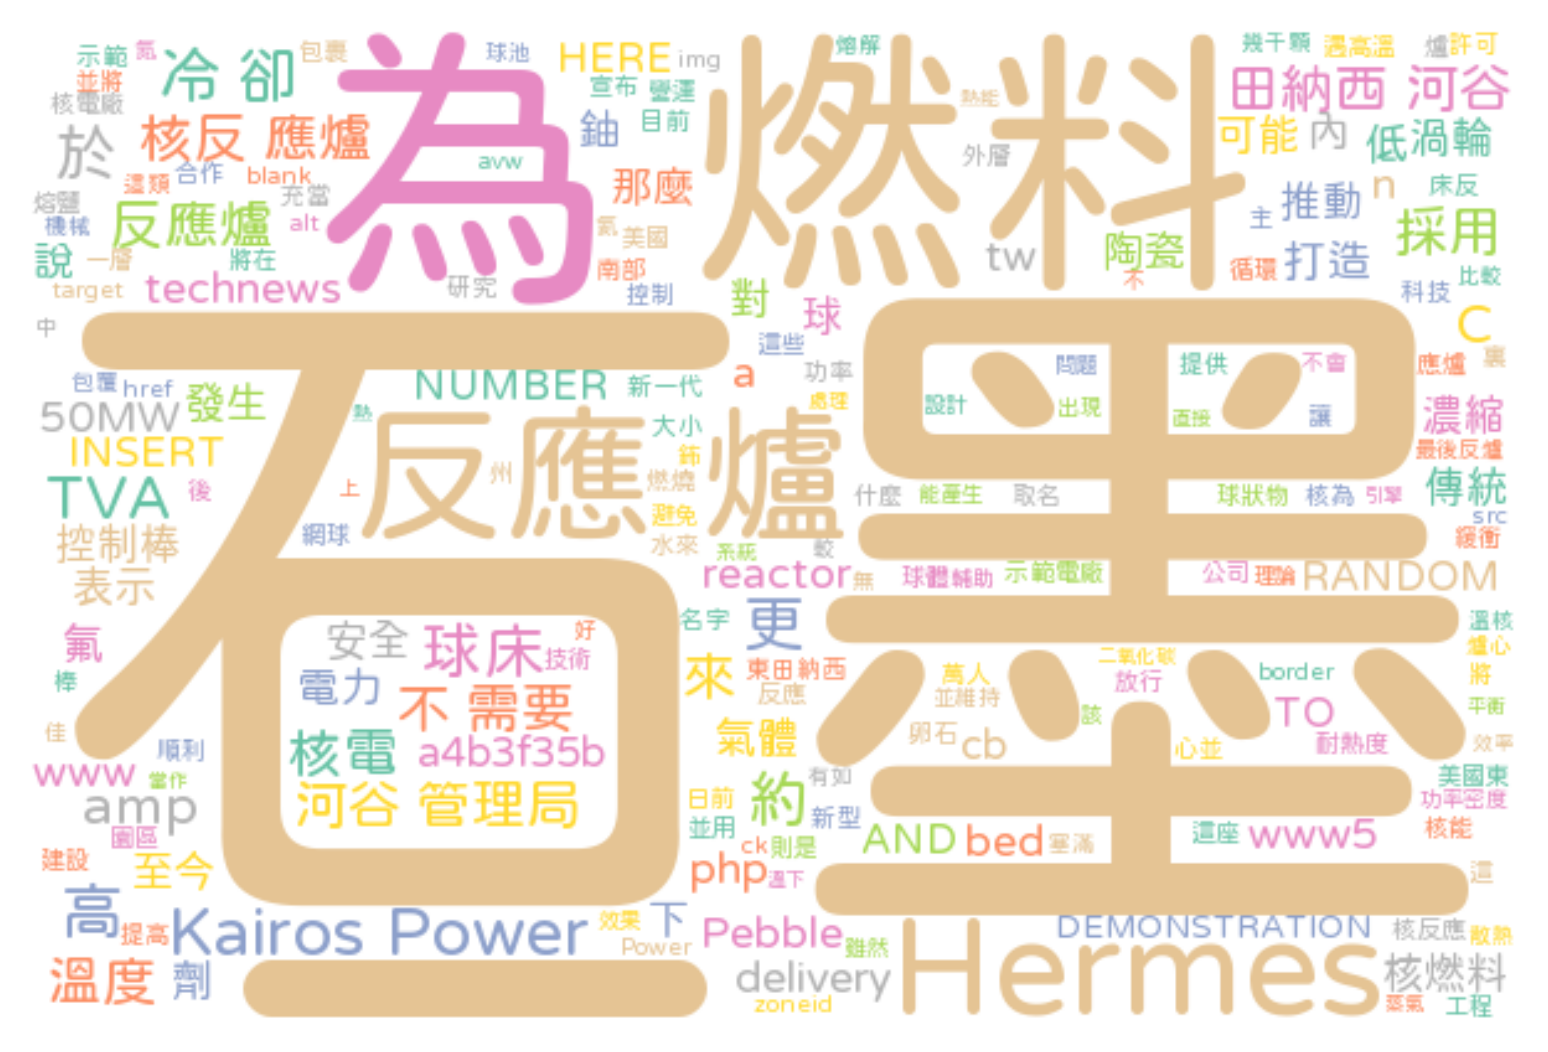 示範 氪 冷卻 包裹 球池 HERE img 熔解 幾千顆 過高溫 爐 許可
並將 宣布 營運 田納西 河谷
核電廠 為 燃料 熱能
於 核反應爐 鈾 目前 外層 可能 內 低 渦輪
這類 合作 blank avw 那麼 床反
熔鹽 充當 推動 n
機械 反應爐 alt 氦 美國 主 採用
說 一層 將在 南部 tw 陶瓷 循環 打造 比較
target technews 研究 控制 不 科技
中 對 球 C
石墨 這些
包覆 href NUMBER 新一代 a 功率 問題 提供 不會 應爐 裏
50MW 發生 熱 處理 設計 出現 直接 讓 濃縮
INSERT 反應爐 大小 鈽 最後反爐
TVA 後 上 州 燃燒 什麼 能產生 取名 球狀物 核為 引擎 傳統
控制棒 網球 避免 src
水來 系統 較 緩衝
表示 reactor 無 球體 輔助 示範電廠 公司 理論 RANDOM
氟 安全 球床 好 名字 更 溫核
技術 爐心
棒 電力 來 東田納西 萬人 二氧化碳 放行 border 將
不需要 反應 並維持 該 TO 平衡
佳 順利 核電 a4b3f35b 氣體 卵石 cb 心並 耐熱度 效率
www 當作 有如 美國東
amp 河谷管理局 日前 約 新型 功率密度
園區 並用 AND bed 塞滿 這座 www5 核能
建設 至今 ck 則是
php 溫下 這
高 提高 Kairos Power 效果 下 Pebble 雖然 DEMONSTRATION 核反應 散熱
Power Hermes
溫度 劑 delivery 核燃料
zoneid 蒸氣 工程